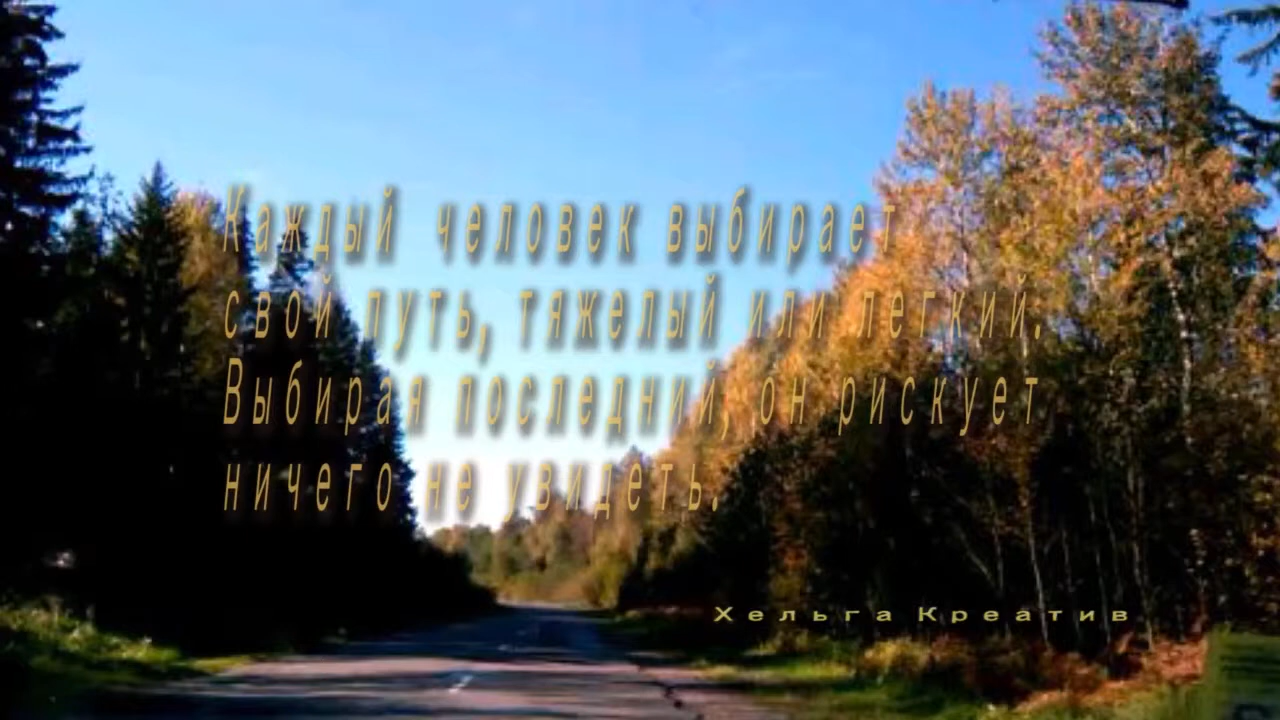 Каждый человек выбирает
свой путь, тяжелый или легкий.
Выбирая последний, он рискует
ничего не увидеть.
Хельга Креатив